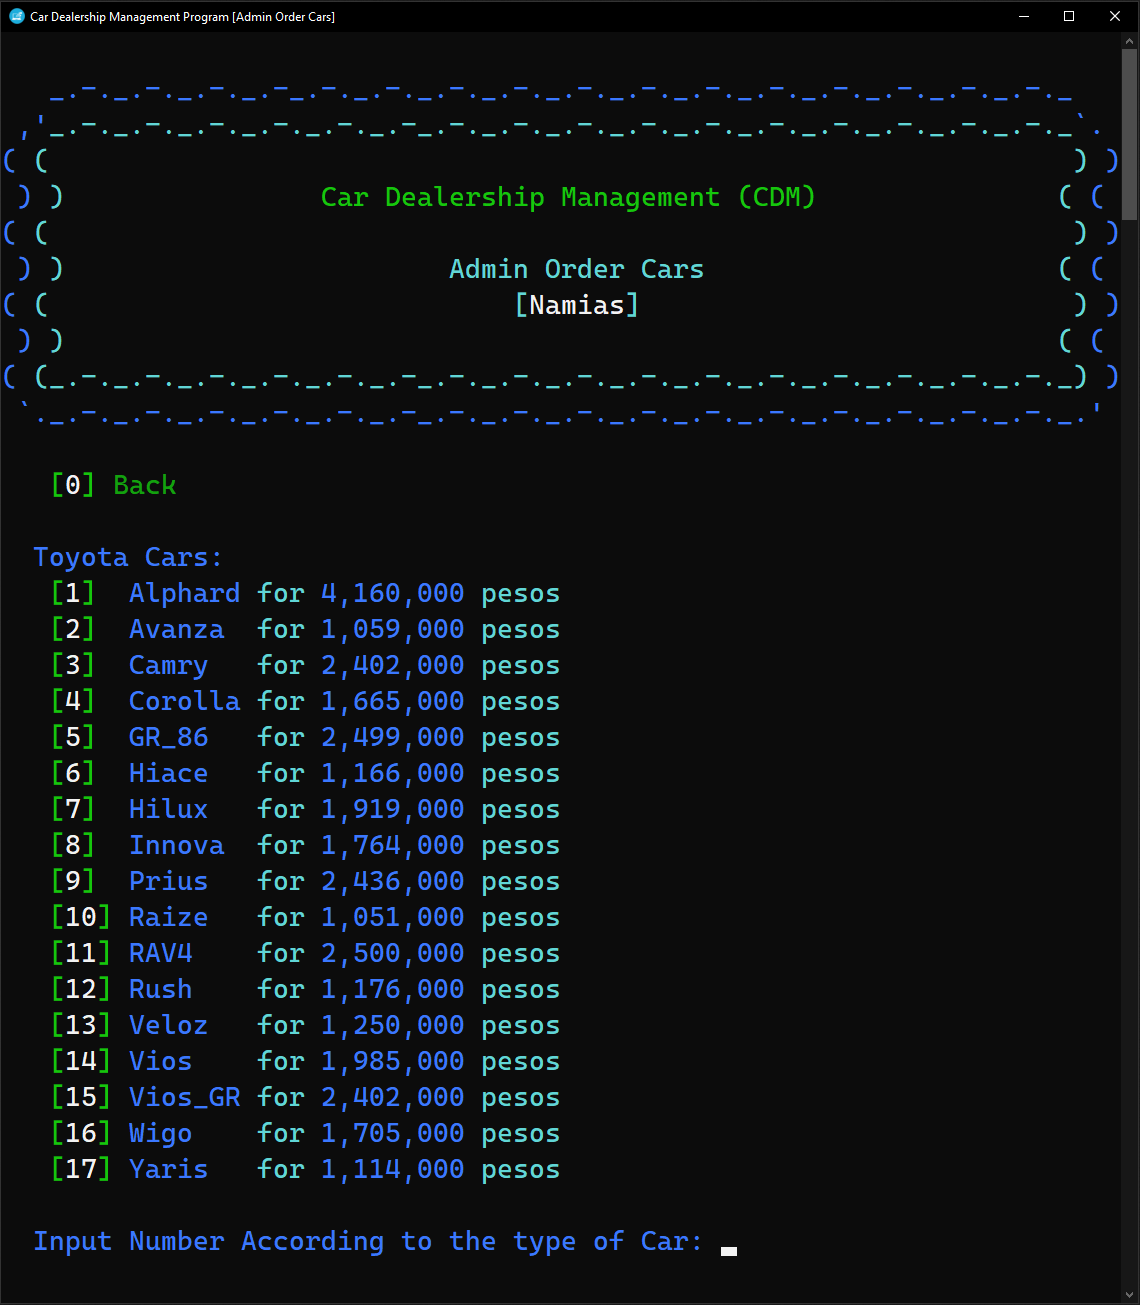 Car Dealership Management Program [Admin Order Cars]
Car Dealership Management (CDM)
Admin Order Cars
[Namias]
[0] Back
Toyota Cars:
[1] Alphard for 4,160,000 pesos
[2] Avanza for 1,059,000 pesos
[3] Camry for 2,402,000 pesos
[4] Corolla for 1,665,000 pesos
[5] GR_86 for 2,499,000 pesos
[6] Hiace for 1,166,000 pesos
[7] Hilux for 1,919,000 pesos
[8] Innova for 1,764,000 pesos
[9] Prius for 2,436,000 pesos
[10] Raize for 1,051,000 pesos
[11] RAV4 for 2,500,000 pesos
[12] Rush for 1,176,000 pesos
[13] Veloz for 1,250,000 pesos
[14] Vios for 1,985,000 pesos
[15] Vios_GR for 2,402,000 pesos
[16] Wigo for 1,705,000 pesos
[17] Yaris for 1,114,000 pesos
Input Number According to the type of Car: